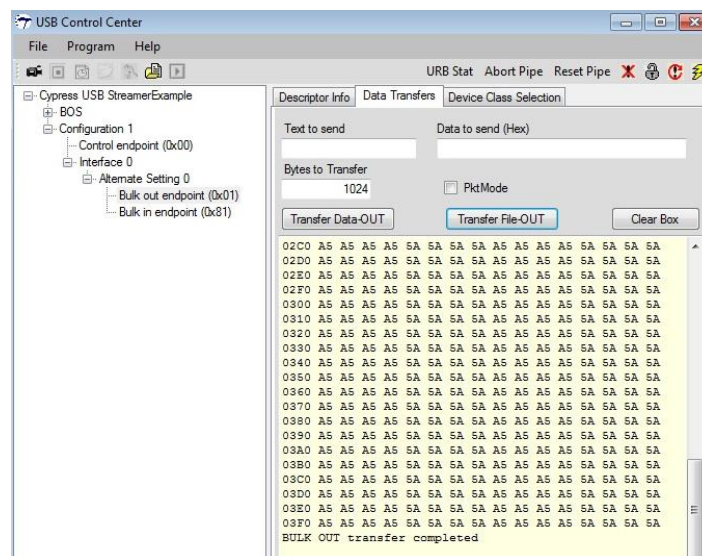 USB Control Center
File Program Help
URB Stat Abort Pipe Reset Pipe
Cypress USB StreamerExample
BOS
Configuration 1
Control endpoint (0x00)
Interface 0
Alternate Setting 0
Bulk out endpoint (0x01)
Bulk in endpoint (0x81)
Descriptor Info Data Transfers Device Class Selection
Text to send Data to send (Hex)
Bytes to Transfer
1024 PktMode
Transfer Data-OUT Transfer File-OUT Clear Box
02C0 A5 A5 A5 A5 5A 5A 5A 5A A5 A5 A5 A5 5A 5A 5A 5A
02D0 A5 A5 A5 A5 5A 5A 5A 5A A5 A5 A5 A5 5A 5A 5A 5A
02E0 A5 A5 A5 A5 5A 5A 5A 5A A5 A5 A5 A5 5A 5A 5A 5A
02F0 A5 A5 A5 A5 5A 5A 5A 5A A5 A5 A5 A5 5A 5A 5A 5A
0300 A5 A5 A5 A5 5A 5A 5A 5A A5 A5 A5 A5 5A 5A 5A 5A
0310 A5 A5 A5 A5 5A 5A 5A 5A A5 A5 A5 A5 5A 5A 5A 5A
0320 A5 A5 A5 A5 5A 5A 5A 5A A5 A5 A5 A5 5A 5A 5A 5A
0330 A5 A5 A5 A5 5A 5A 5A 5A A5 A5 A5 A5 5A 5A 5A 5A
0340 A5 A5 A5 A5 5A 5A 5A 5A A5 A5 A5 A5 5A 5A 5A 5A
0350 A5 A5 A5 A5 5A 5A 5A 5A A5 A5 A5 A5 5A 5A 5A 5A
0360 A5 A5 A5 A5 5A 5A 5A 5A A5 A5 A5 A5 5A 5A 5A 5A
0370 A5 A5 A5 A5 5A 5A 5A 5A A5 A5 A5 A5 5A 5A 5A 5A
0380 A5 A5 A5 A5 5A 5A 5A 5A A5 A5 A5 A5 5A 5A 5A 5A
0390 A5 A5 A5 A5 5A 5A 5A 5A A5 A5 A5 A5 5A 5A 5A 5A
03A0 A5 A5 A5 A5 5A 5A 5A 5A A5 A5 A5 A5 5A 5A 5A 5A
03B0 A5 A5 A5 A5 5A 5A 5A 5A A5 A5 A5 A5 5A 5A 5A 5A
03C0 A5 A5 A5 A5 5A 5A 5A 5A A5 A5 A5 A5 5A 5A 5A 5A
03D0 A5 A5 A5 A5 5A 5A 5A 5A A5 A5 A5 A5 5A 5A 5A 5A
03E0 A5 A5 A5 A5 5A 5A 5A 5A A5 A5 A5 A5 5A 5A 5A 5A
03F0 A5 A5 A5 A5 5A 5A 5A 5A A5 A5 A5 A5 5A 5A 5A 5A
BULK OUT transfer completed